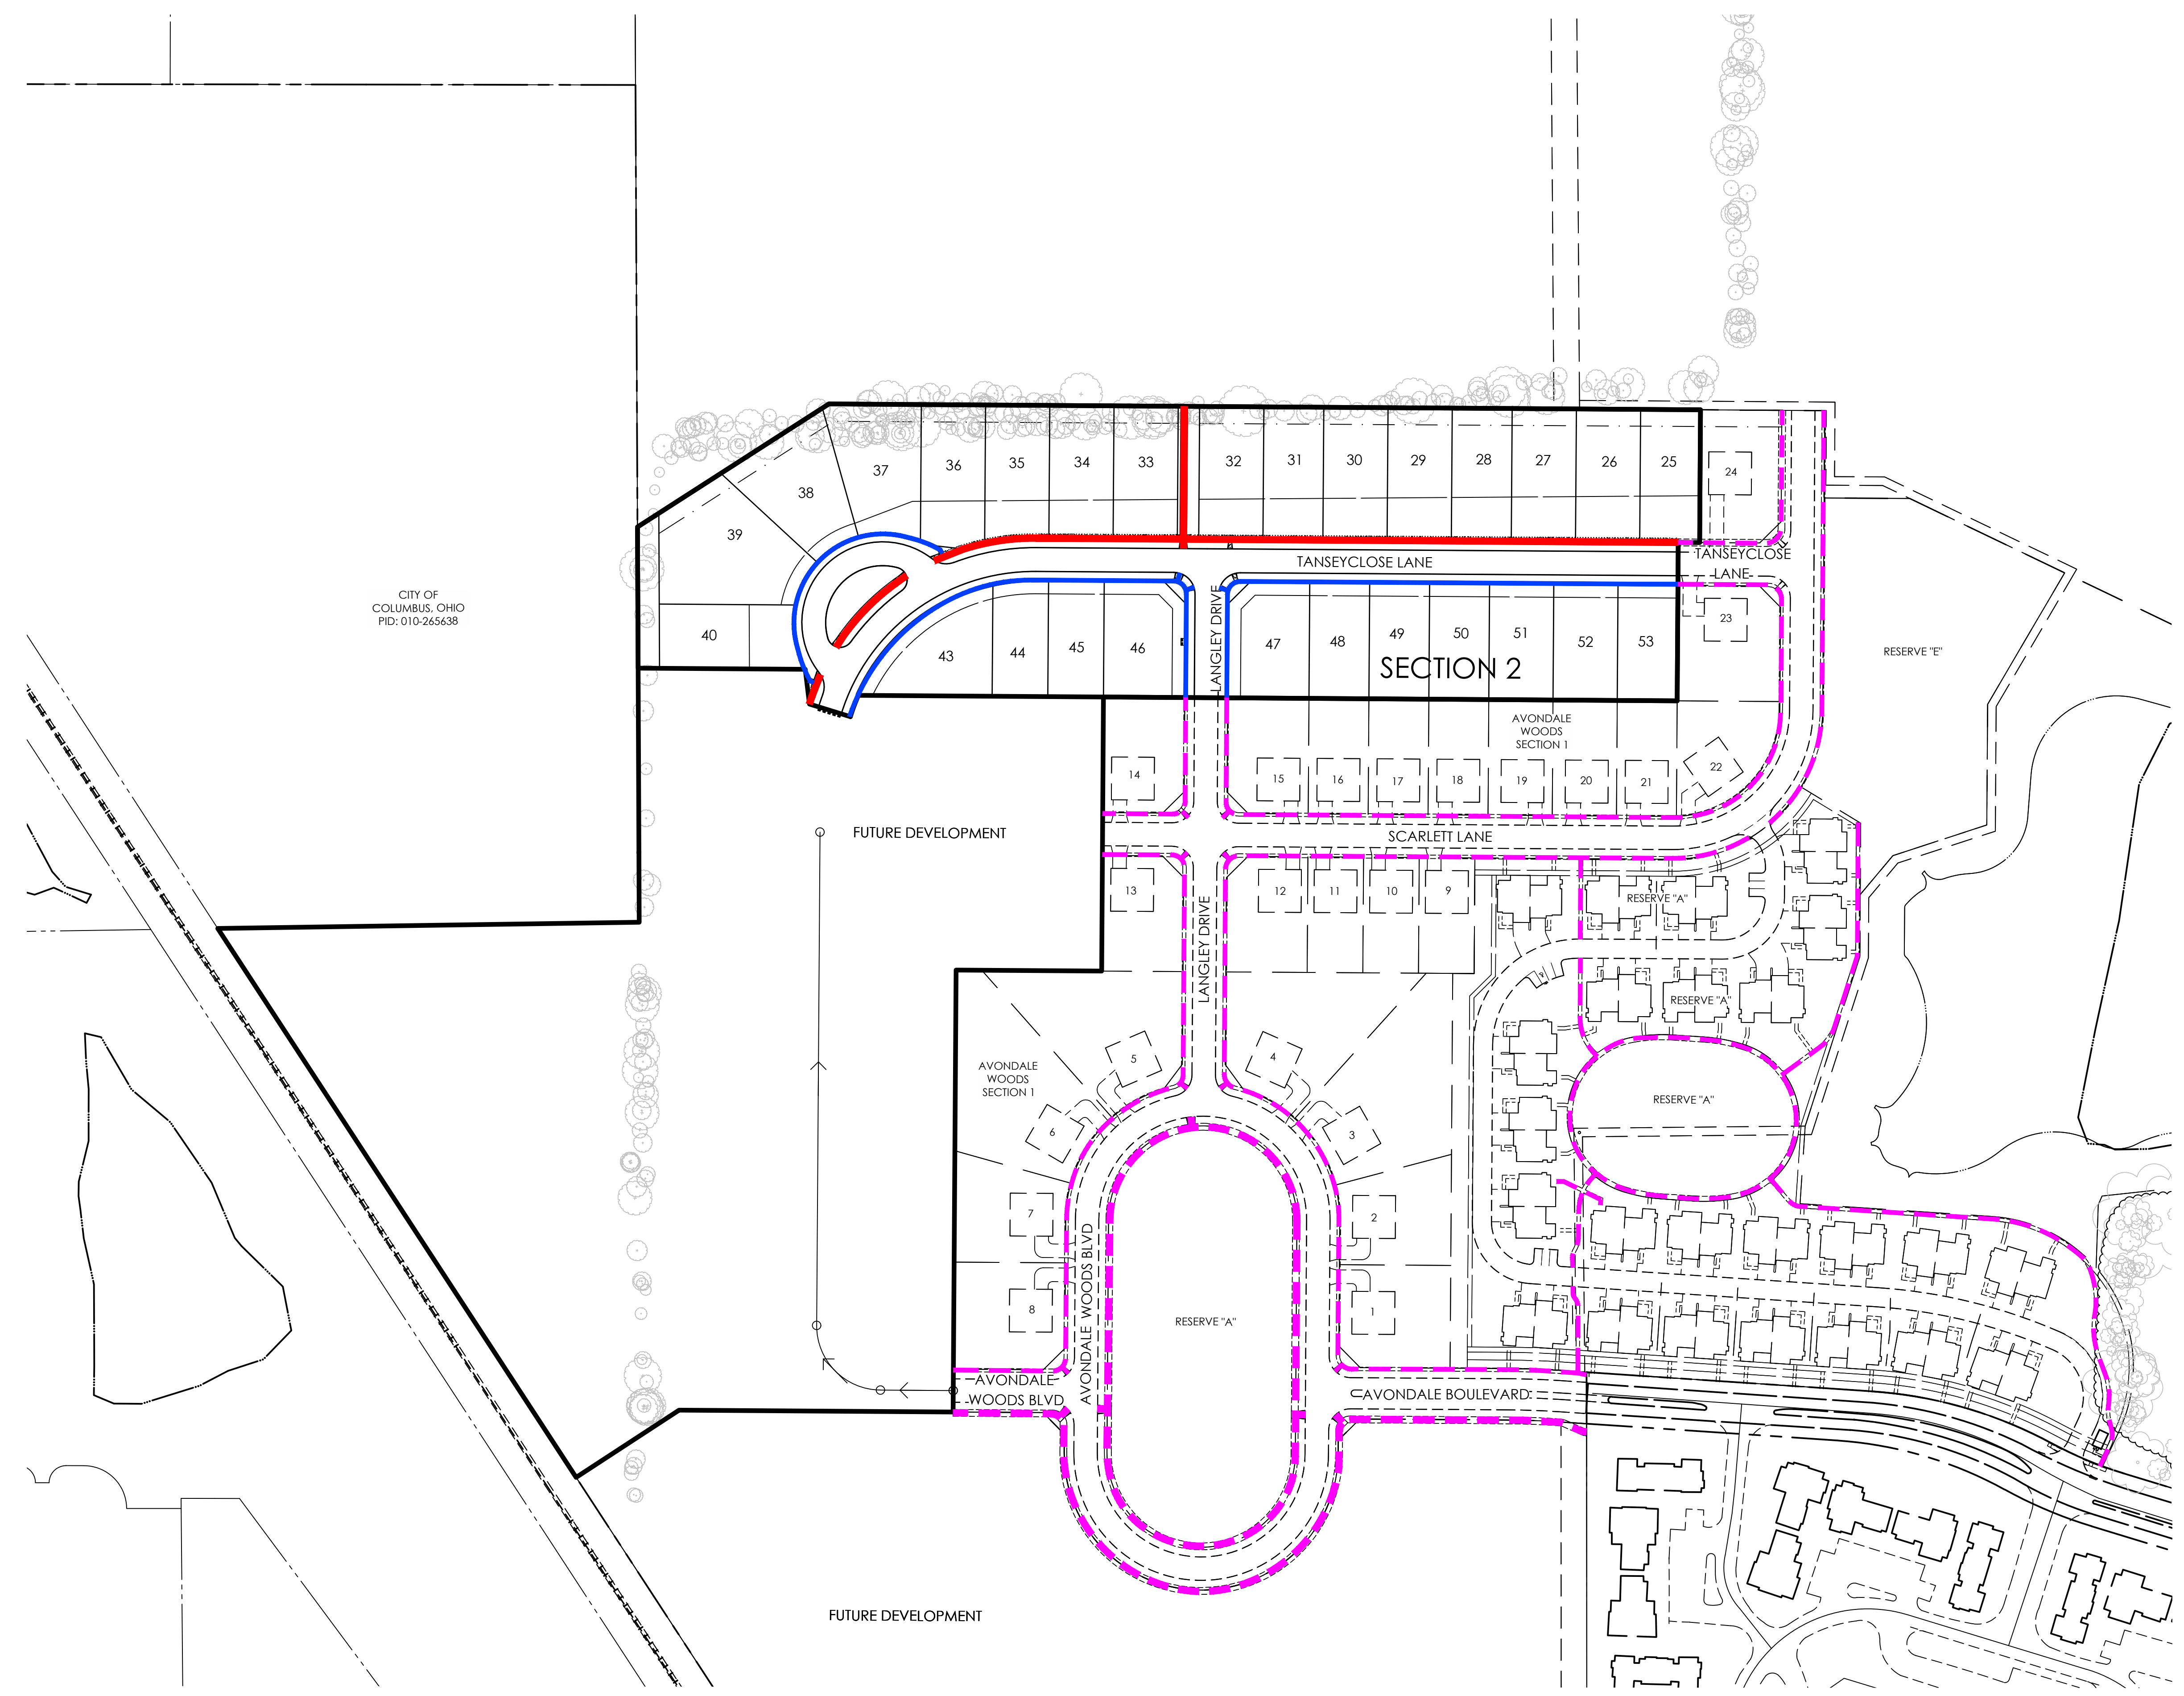 37
36
35
34
33
32
31
30
29
28
27
26
25
24
38
39
TANSEYCLOSE LANE
TANSEYCLOSE
LANE
CITY OF
COLUMBUS, OHIO
PID: 010-265638
40
43
44
45
46
LANGLEY DRIVE
47
48
49
50
51
52
53
23
SECTION 2
RESERVE "E"
AVONDALE
WOODS
SECTION 1
14
15
16
17
18
19
20
21
22
FUTURE DEVELOPMENT
SCARLETT LANE
13
12
11
10
9
RESERVE "A"
LANGLEY DRIVE
RESERVE "A"
AVONDALE
WOODS
SECTION 1
5
4
6
3
RESERVE "A"
7
2
AVONDALE WOODS BLVD
8
1
RESERVE "A"
AVONDALE
WOODS BLVD
AVONDALE BOULEVARD
FUTURE DEVELOPMENT